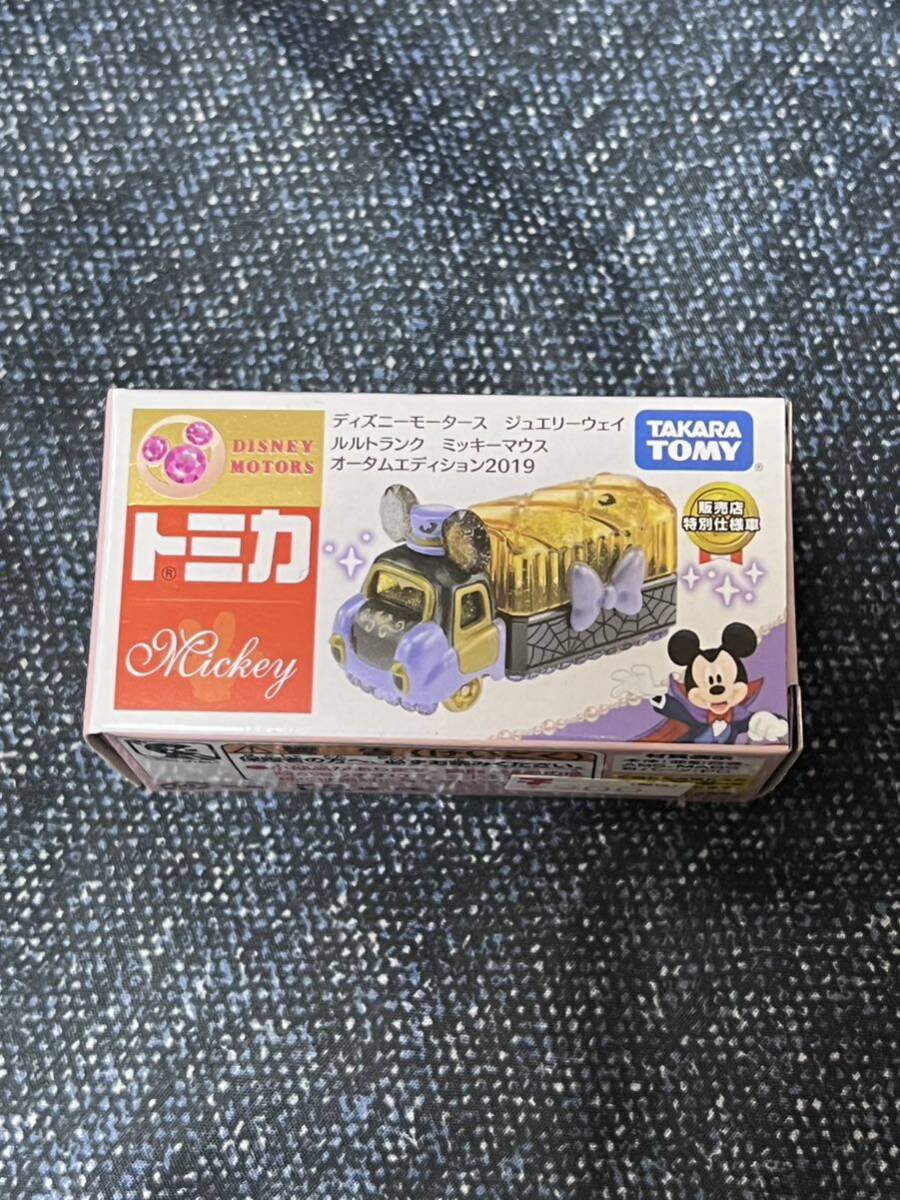 DISNEY
MOTORS
トミカ
®
Mickey
ディズニーモータース ジュエリーウェイ
ルルトランク ミッキーマウス
オータムエディション2019
TAKARA
TOMY
®
販売店
特別仕様車